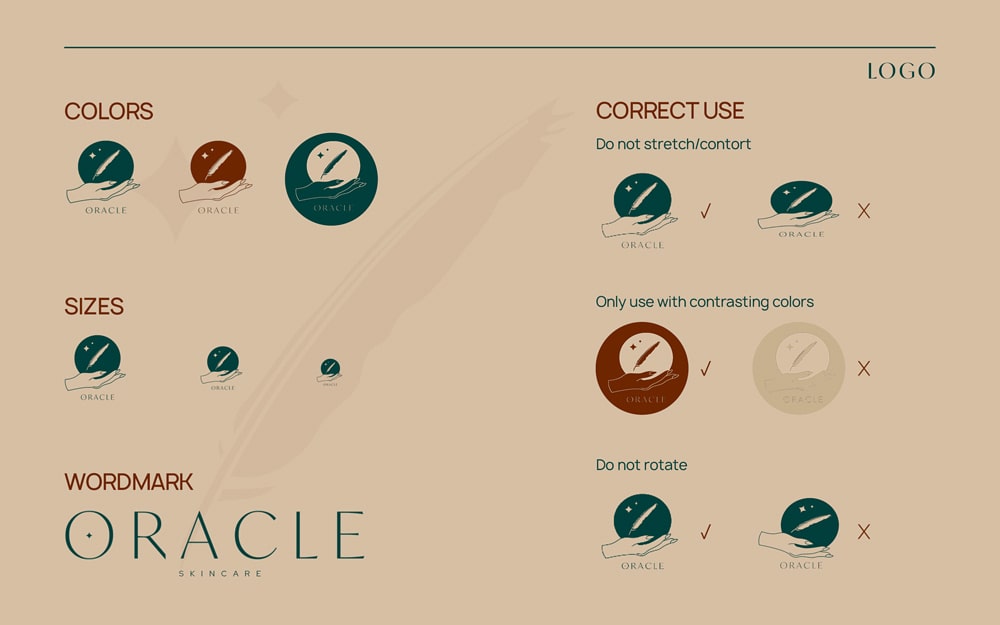 LOGO
COLORS
ORACLE
ORACLE
ORACLE
SIZES
ORACLE
ORACLE
ORACLE
WORDMARK
ORACLE
SKINCARE
CORRECT USE
Do not stretch/contort
ORACLE
√
ORACLE
X
Only use with contrasting colors
ORACLE
√
ORACLE
X
Do not rotate
ORACLE
√
ORACLE
X